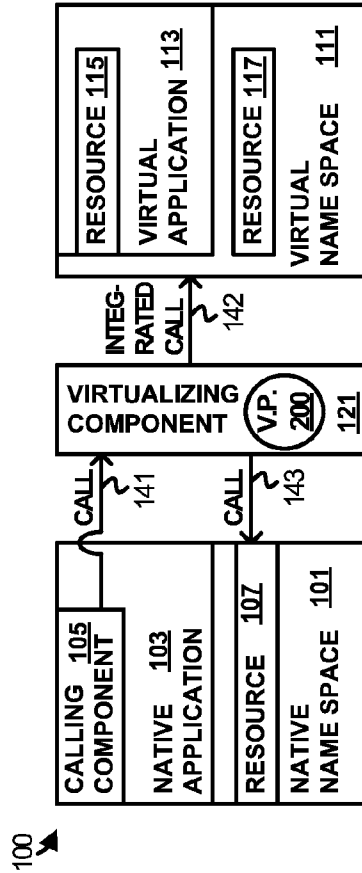 100
CALLING 105
COMPONENT
NATIVE 103
APPLICATION
RESOURCE 107
NATIVE
NAME SPACE 101
CALL
141
CALL
143
VIRTUALIZING
COMPONENT
V.P.
200
121
INTEG-
RATED
CALL
142
RESOURCE 115
VIRTUAL
APPLICATION 113
RESOURCE 117
VIRTUAL
NAME SPACE 111